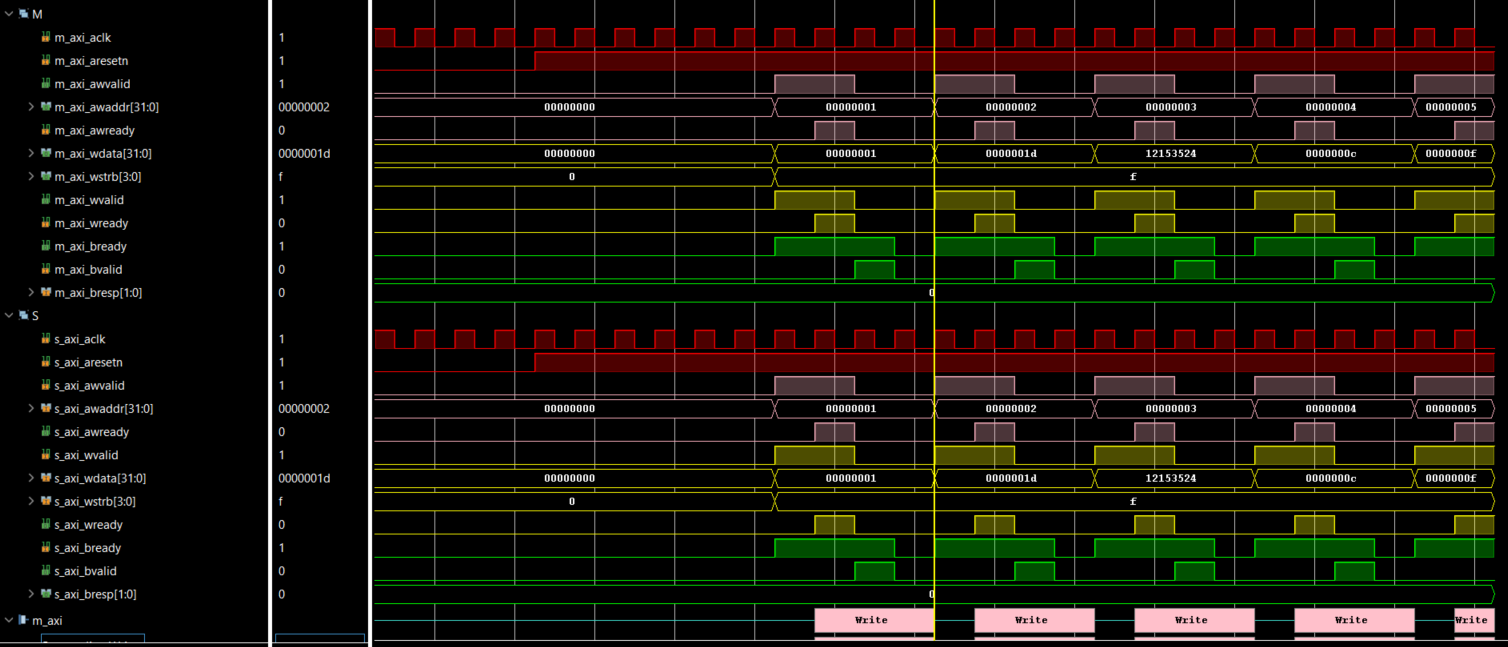 M
m_axi_aclk 1
m_axi_aresetn 1
m_axi_awvalid 1
m_axi_awaddr[31:0] 00000002 00000000 00000001 00000002 00000003 00000004 00000005
m_axi_awready 0
m_axi_wdata[31:0] 0000001d 00000000 00000001 0000001d 12153524 0000000c 0000000f
m_axi_wstrb[3:0] f 0 f
m_axi_wvalid 1
m_axi_wready 0
m_axi_bready 1
m_axi_bvalid 0
m_axi_bresp[1:0] 0 0
S
s_axi_aclk 1
s_axi_aresetn 1
s_axi_awvalid 1
s_axi_awaddr[31:0] 00000002 00000000 00000001 00000002 00000003 00000004 00000005
s_axi_awready 0
s_axi_wvalid 1
s_axi_wdata[31:0] 0000001d 00000000 00000001 0000001d 12153524 0000000c 0000000f
s_axi_wstrb[3:0] f 0 f
s_axi_wready 0
s_axi_bready 1
s_axi_bvalid 0
s_axi_bresp[1:0] 0 0
m_axi Write Write Write Write Write